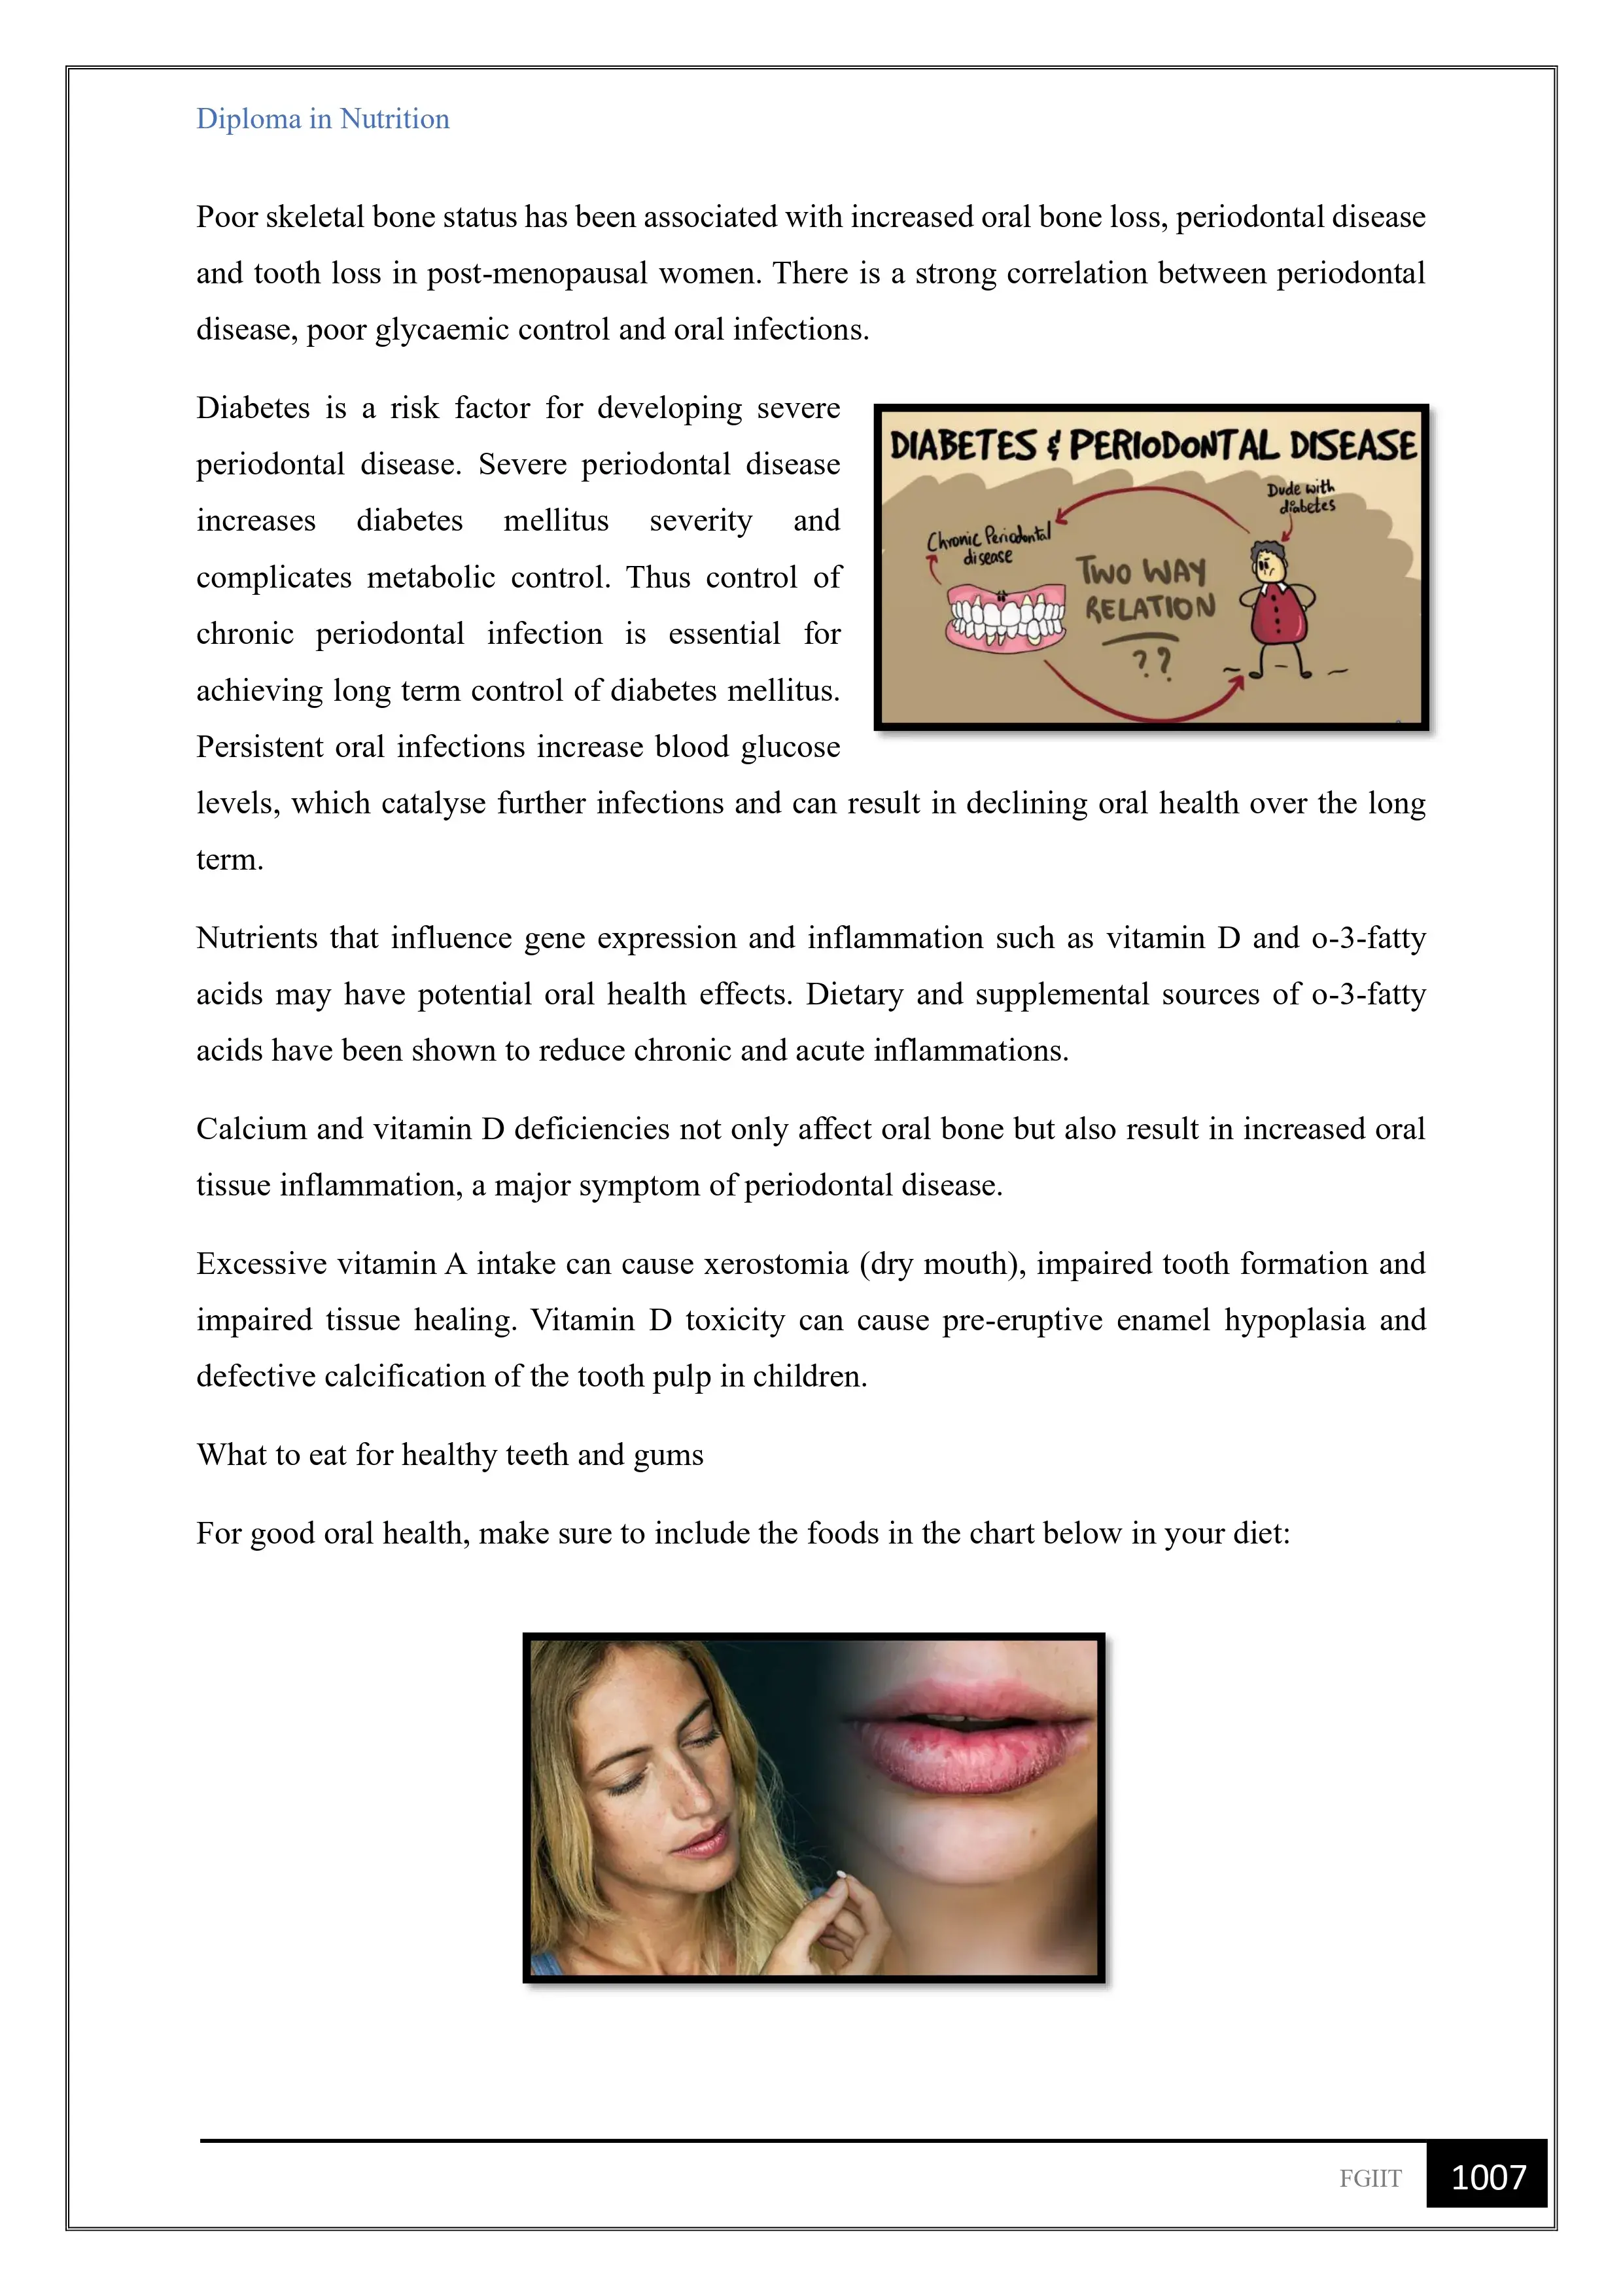 Diploma in Nutrition
Poor skeletal bone status has been associated with increased oral bone loss, periodontal disease
and tooth loss in post-menopausal women. There is a strong correlation between periodontal
disease, poor glycaemic control and oral infections.
Diabetes is a risk factor for developing severe
periodontal disease. Severe periodontal disease
increases diabetes mellitus severity and
complicates metabolic control. Thus control of
chronic periodontal infection is essential for
achieving long term control of diabetes mellitus.
Persistent oral infections increase blood glucose
levels, which catalyse further infections and can result in declining oral health over the long
term.
DIABETES & PERIODONTAL DISEASE
Dude with
diabetes
Chronic Periodontal
disease
TWO WAY
RELATION
??
Nutrients that influence gene expression and inflammation such as vitamin D and o-3-fatty
acids may have potential oral health effects. Dietary and supplemental sources of o-3-fatty
acids have been shown to reduce chronic and acute inflammations.
Calcium and vitamin D deficiencies not only affect oral bone but also result in increased oral
tissue inflammation, a major symptom of periodontal disease.
Excessive vitamin A intake can cause xerostomia (dry mouth), impaired tooth formation and
impaired tissue healing. Vitamin D toxicity can cause pre-eruptive enamel hypoplasia and
defective calcification of the tooth pulp in children.
What to eat for healthy teeth and gums
For good oral health, make sure to include the foods in the chart below in your diet:
FGIIT 1007